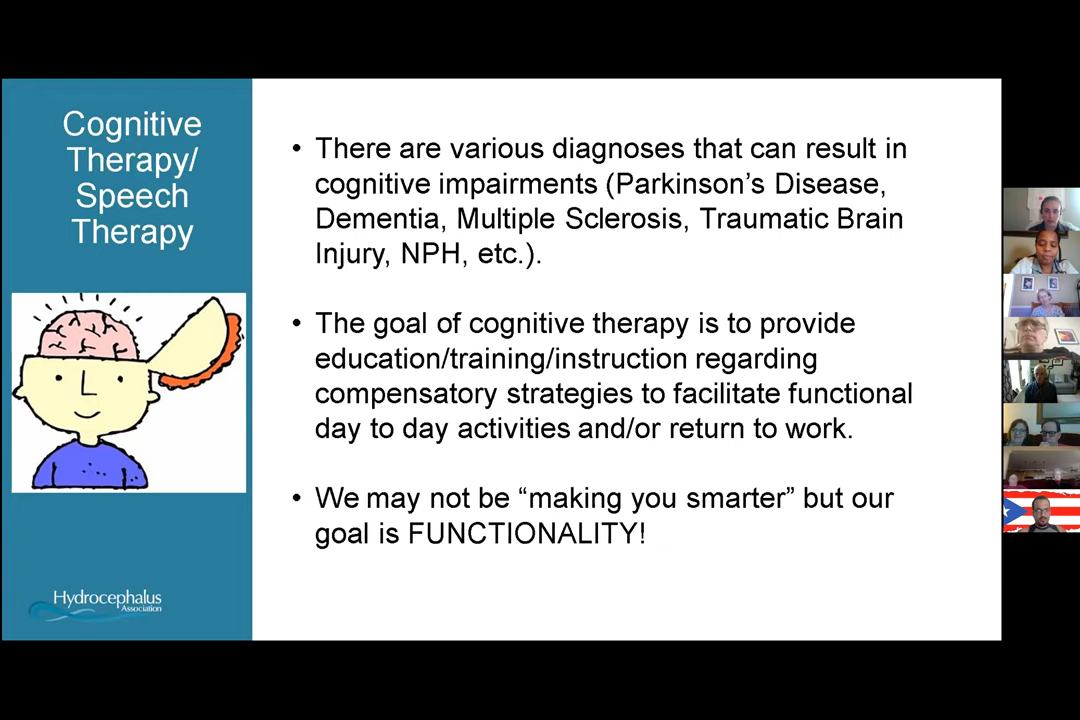 Cognitive
Therapy/
Speech
Therapy
• There are various diagnoses that can result in
cognitive impairments (Parkinson’s Disease,
Dementia, Multiple Sclerosis, Traumatic Brain
Injury, NPH, etc.).
• The goal of cognitive therapy is to provide
education/training/instruction regarding
compensatory strategies to facilitate functional
day to day activities and/or return to work.
• We may not be “making you smarter” but our
goal is FUNCTIONALITY!
Hydrocephalus
Association